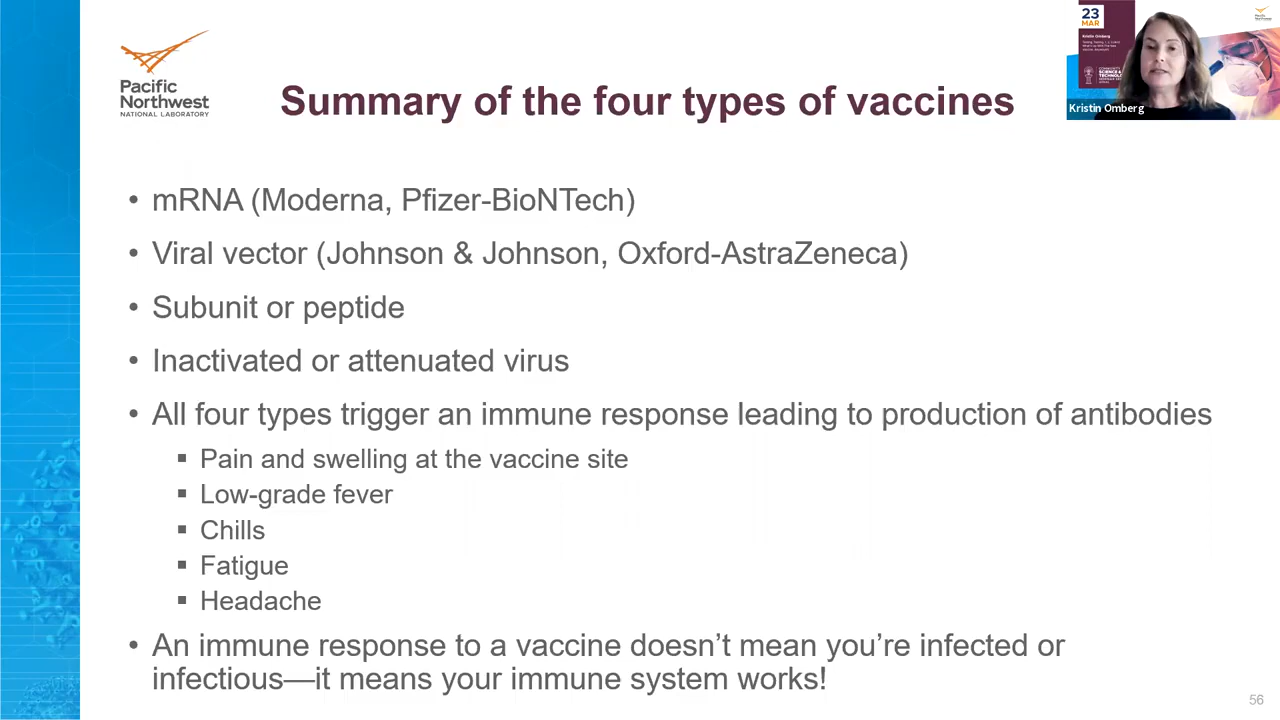 Pacific
Northwest
NATIONAL LABORATORY
Summary of the four types of vaccines
• mRNA (Moderna, Pfizer-BioNTech)
• Viral vector (Johnson & Johnson, Oxford-AstraZeneca)
• Subunit or peptide
• Inactivated or attenuated virus
• All four types trigger an immune response leading to production of antibodies
▪ Pain and swelling at the vaccine site
▪ Low-grade fever
▪ Chills
▪ Fatigue
▪ Headache
• An immune response to a vaccine doesn’t mean you’re infected or
infectious—it means your immune system works!
56
23
MAR
Kristin Omberg
Kristin Omberg